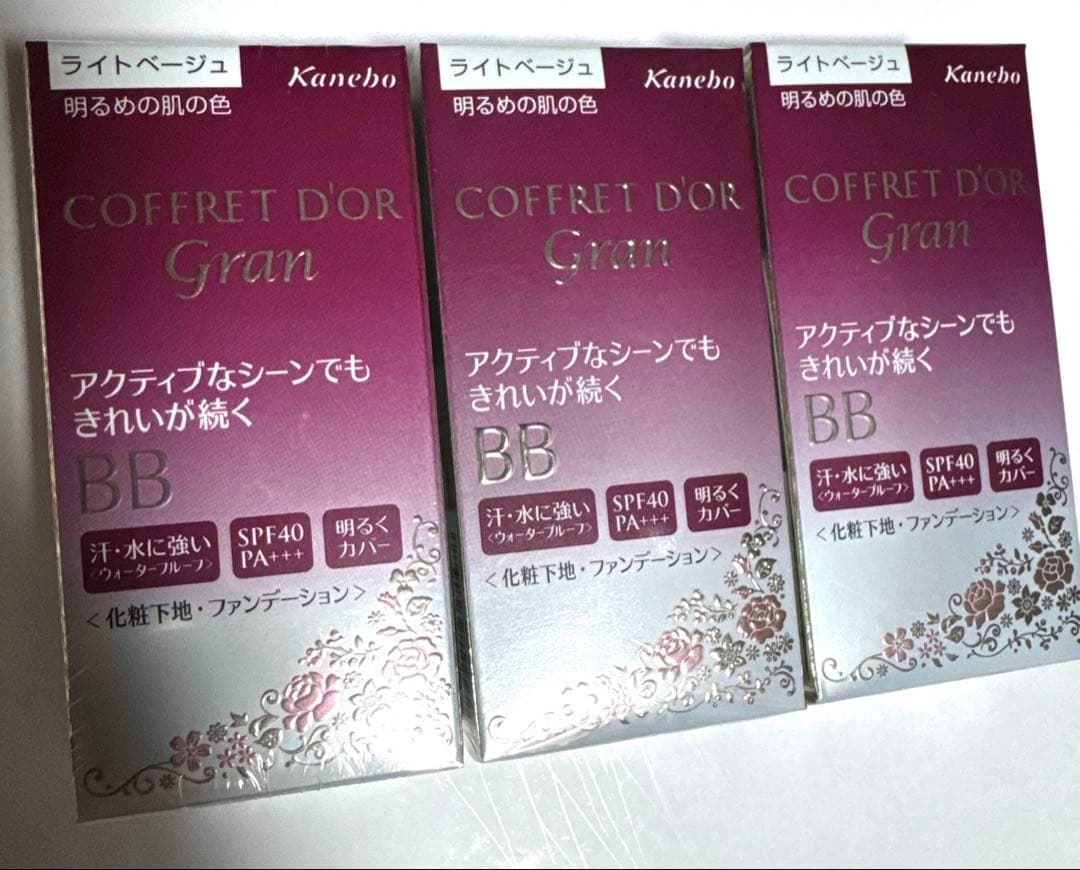 ライトベージュ
Kanebo
明るめの肌の色
COFFRET D'OR
Gran
アクティブなシーンでも
きれいが続く
BB
汗・水に強い
<ウォータープルーフ>
SPF40
PA+++
明るく
カバー
<化粧下地・ファンデーション>
ライトベージュ
Kanebo
明るめの肌の色
COFFRET D'OR
Gran
アクティブなシーンでも
きれいが続く
BB
汗・水に強い
<ウォータープルーフ>
SPF40
PA+++
明るく
カバー
<化粧下地・ファンデーション>
ライトベージュ
Kanebo
明るめの肌の色
COFFRET D'OR
Gran
アクティブなシーンでも
きれいが続く
BB
汗・水に強い
<ウォータープルーフ>
SPF40
PA+++
明るく
カバー
<化粧下地・ファンデーション>